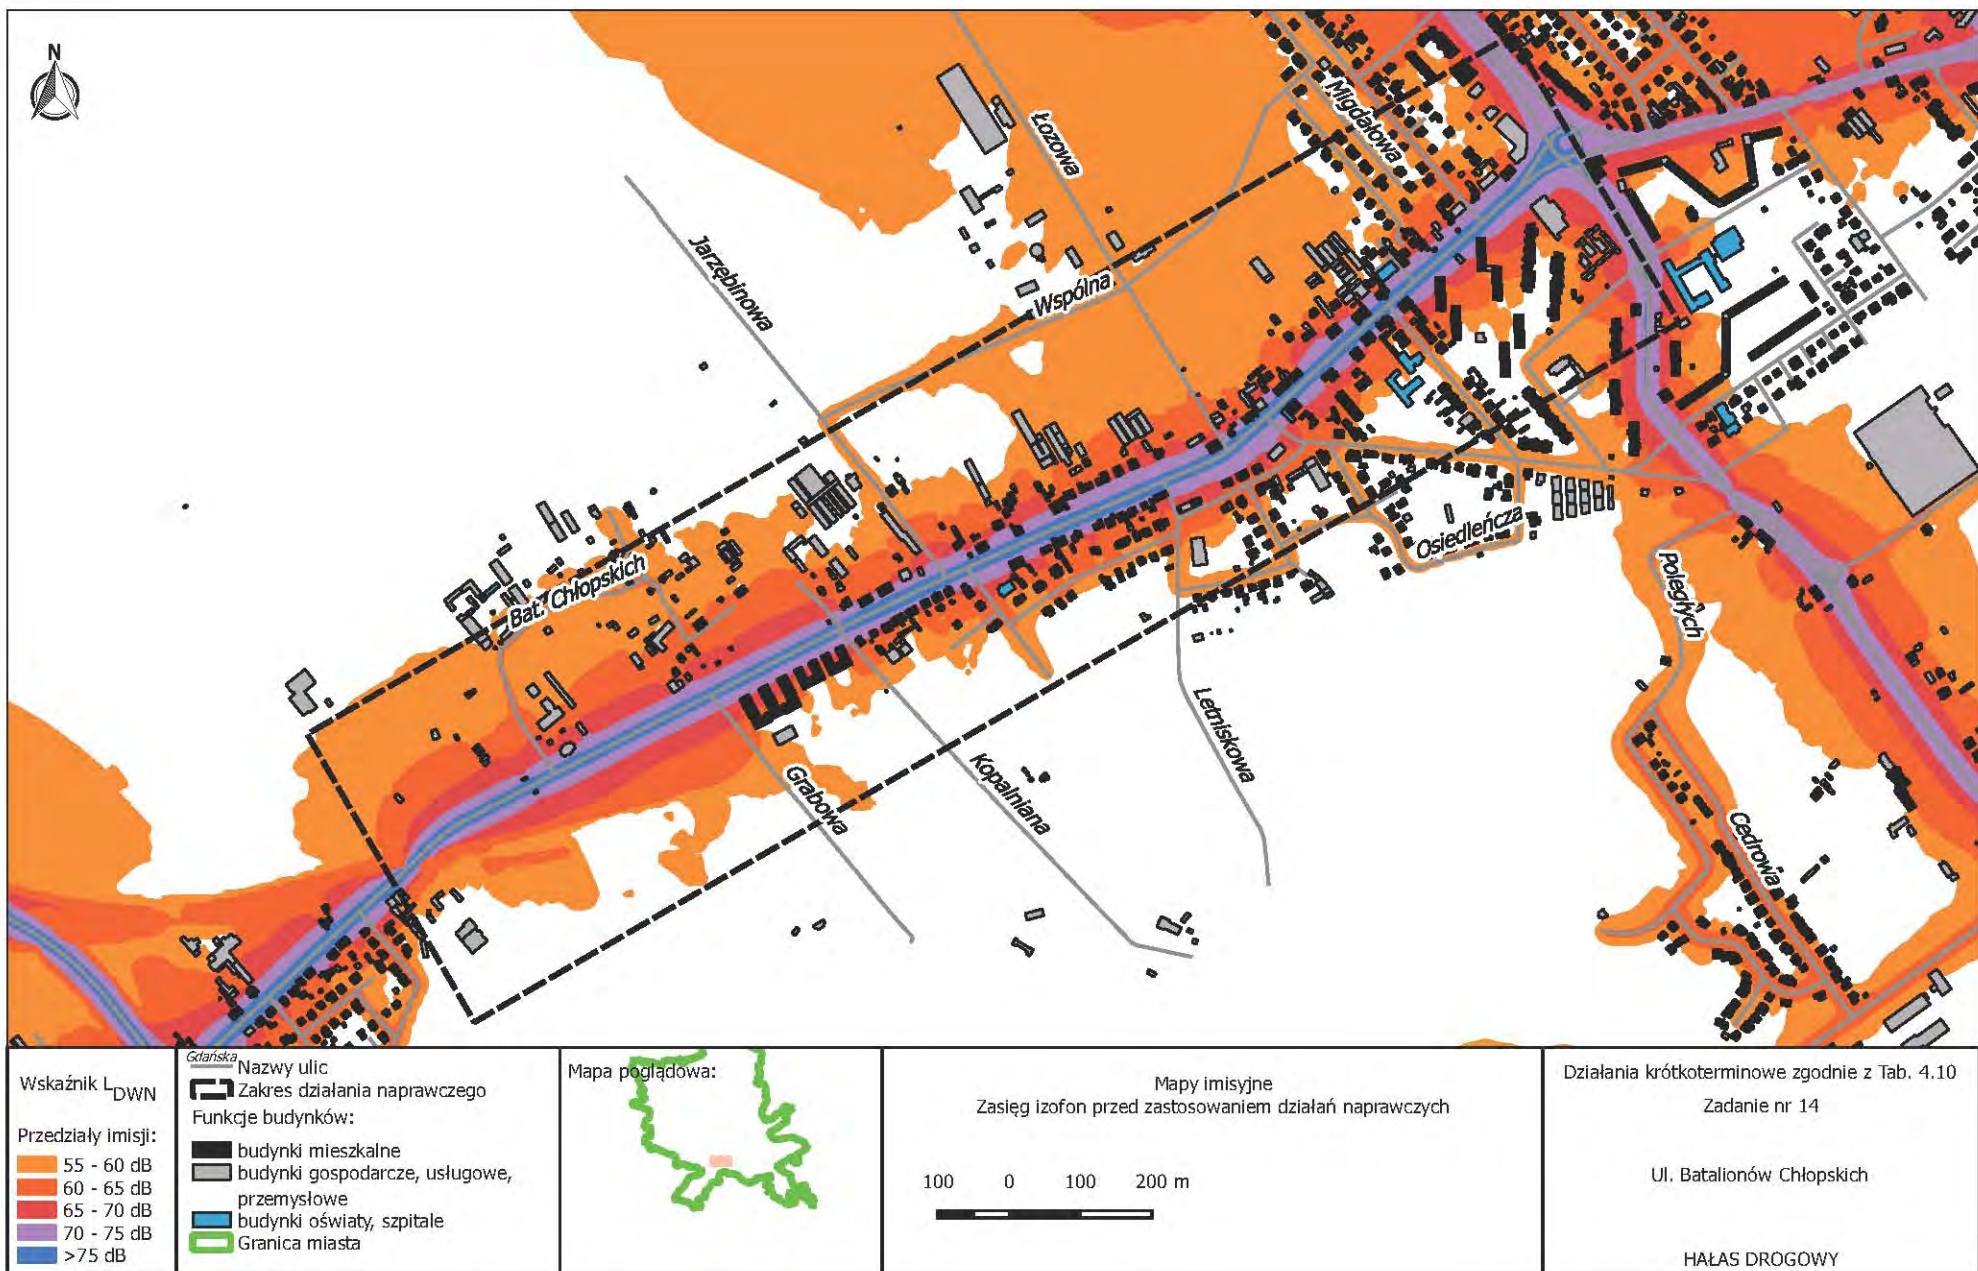 N
Łozowa
Migdałowa
Jarzębinowa
Wspólna
Bat. Chłopskich
Osiedleńcza
Poległych
Letniskowa
Kopalniana
Grabowa
Cedrowa
Wskaźnik LDWN
Przedziały imisji:
55 - 60 dB
60 - 65 dB
65 - 70 dB
70 - 75 dB
>75 dB
Gdańska
Nazwy ulic
Zakres działania naprawczego
Funkcje budynków:
budynki mieszkalne
budynki gospodarcze, usługowe,
przemysłowe
budynki oświaty, szpitale
Granica miasta
Mapa poglądowa:
Mapy imisyjne
Zasięg izofon przed zastosowaniem działań naprawczych
100 0 100 200 m
Działania krótkoterminowe zgodnie z Tab. 4.10
Zadanie nr 14
Ul. Batalionów Chłopskich
HAŁAS DROGOWY